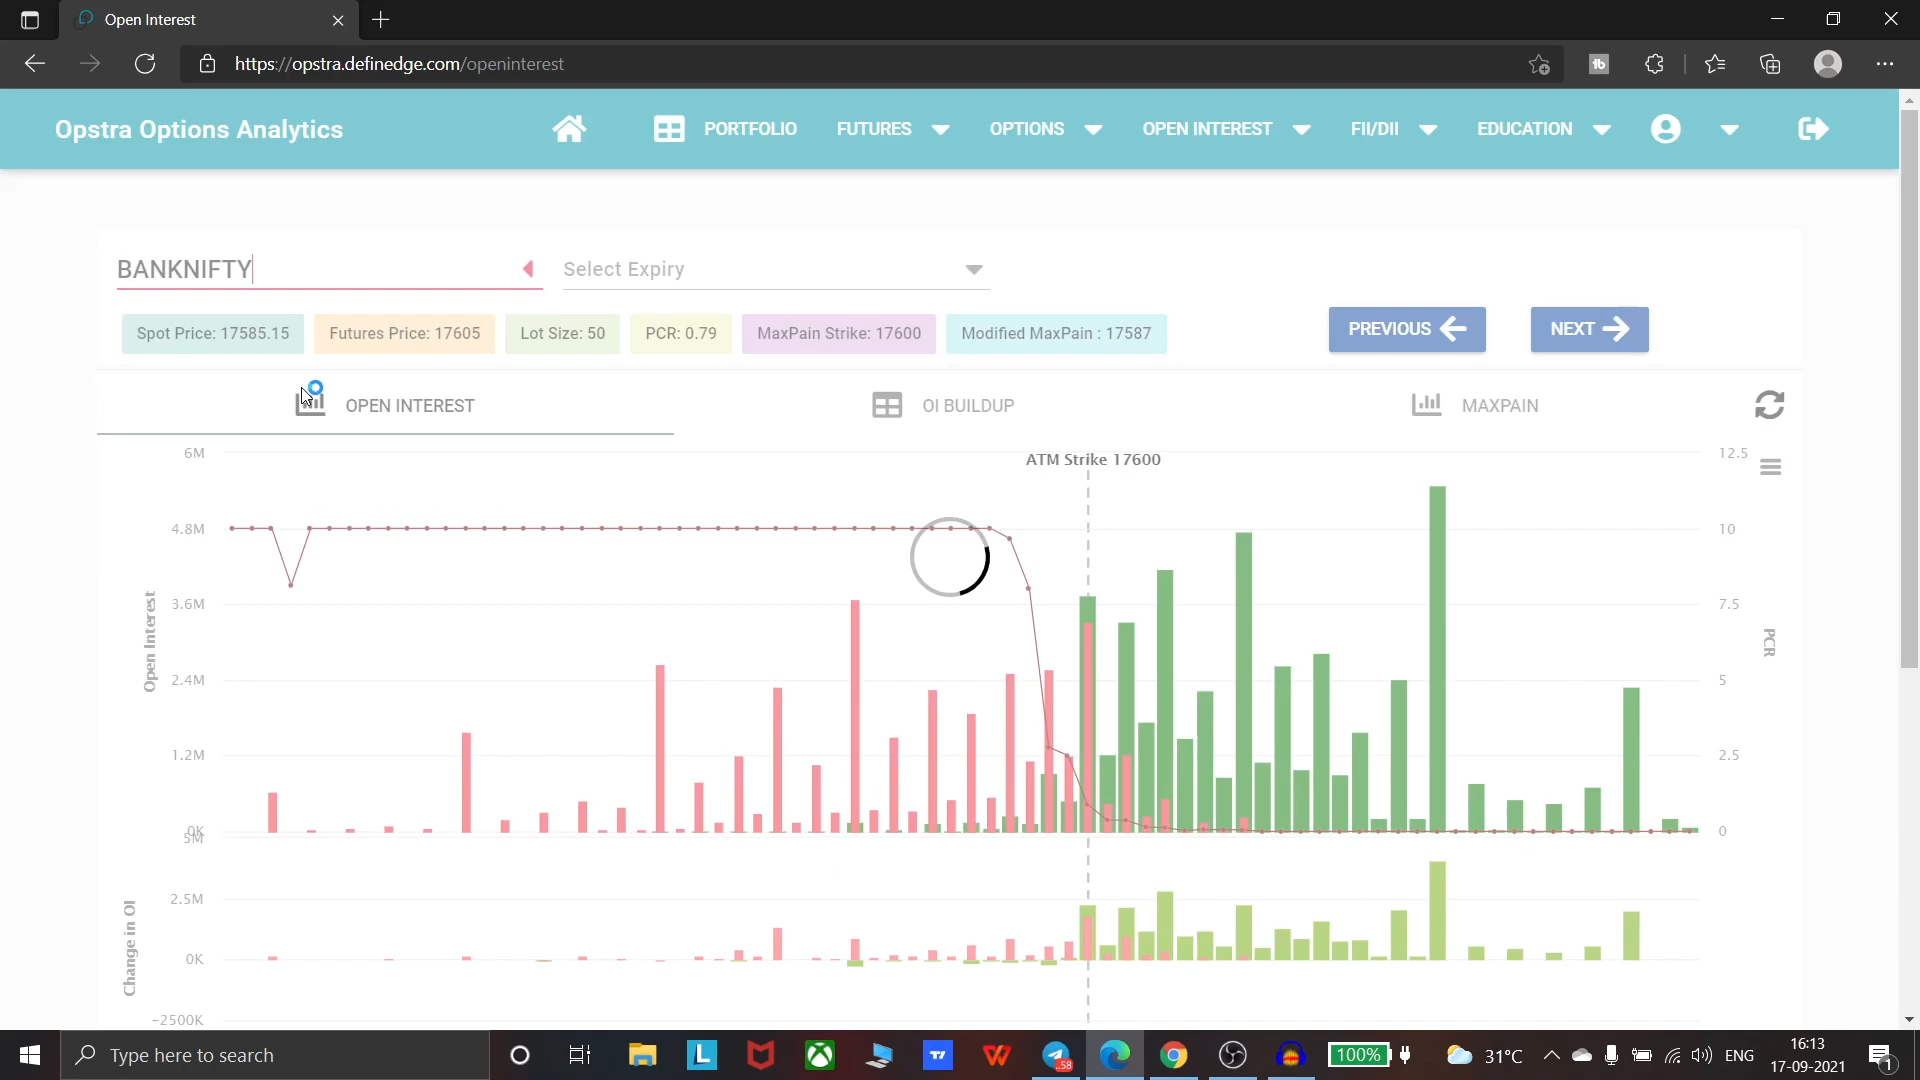 Open Interest
https://opstra.definedge.com/openinterest
Opstra Options Analytics
PORTFOLIO
FUTURES
OPTIONS
OPEN INTEREST
FII/DII
EDUCATION
BANKNIFTY
Select Expiry
Spot Price: 17585.15
Futures Price: 17605
Lot Size: 50
PCR: 0.79
MaxPain Strike: 17600
Modified MaxPain : 17587
PREVIOUS
NEXT
OPEN INTEREST
OI BUILDUP
MAXPAIN
ATM Strike 17600
6M
4.8M
3.6M
2.4M
1.2M
0K
Open Interest
12.5
10
7.5
5
2.5
0
PCR
5M
2.5M
0K
-2500K
Change in OI
Type here to search
L
TV
W
.58
100%
31°C
ENG
16:13
17-09-2021
1